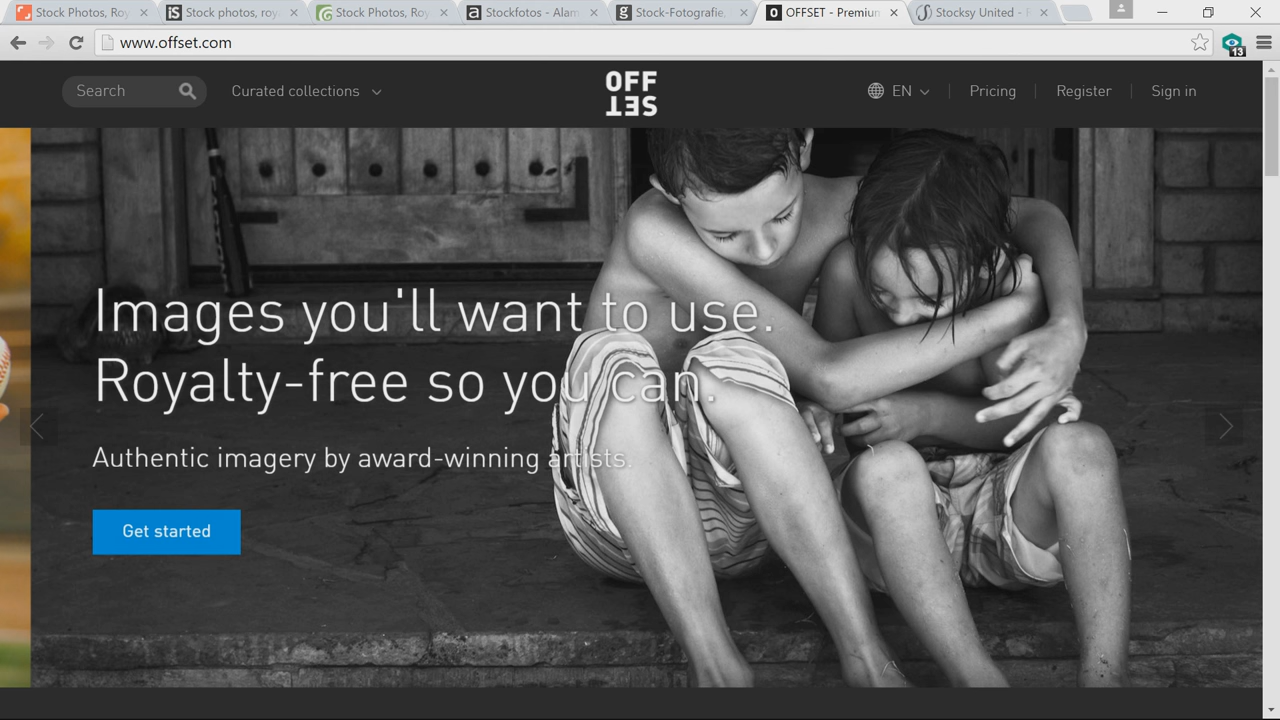 Stock Photos, Roy
iS Stock photos, roy
Stock Photos, Roy
a Stockfotos - Alam
g Stock-Fotografie,
O OFFSET - Premium
Stocksy United - R
www.offset.com
13
Search
Curated collections
OFF
SET
EN
Pricing
Register
Sign in
Images you'll want to use.
Royalty-free so you can.
Authentic imagery by award-winning artists.
Get started